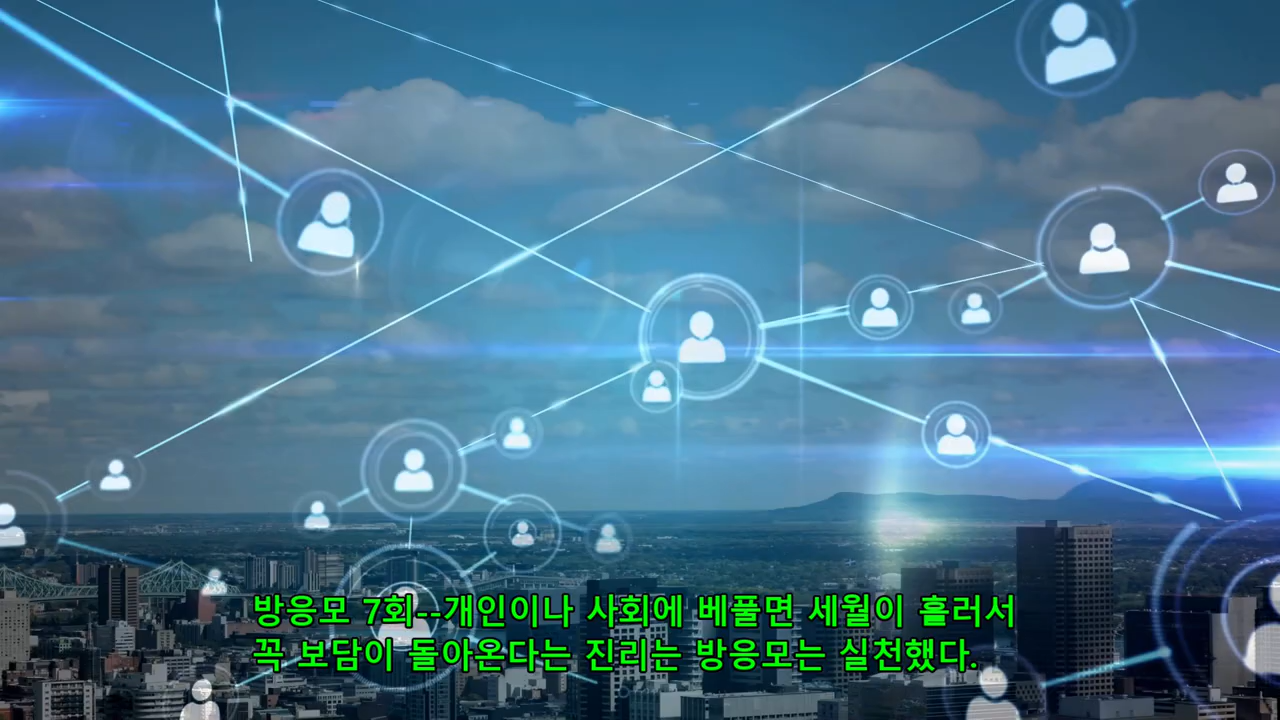 방응모 7회--개인이나 사회에 베풀면 세월이 흘러서
꼭 보담이 돌아온다는 진리는 방응모는 실천했다.